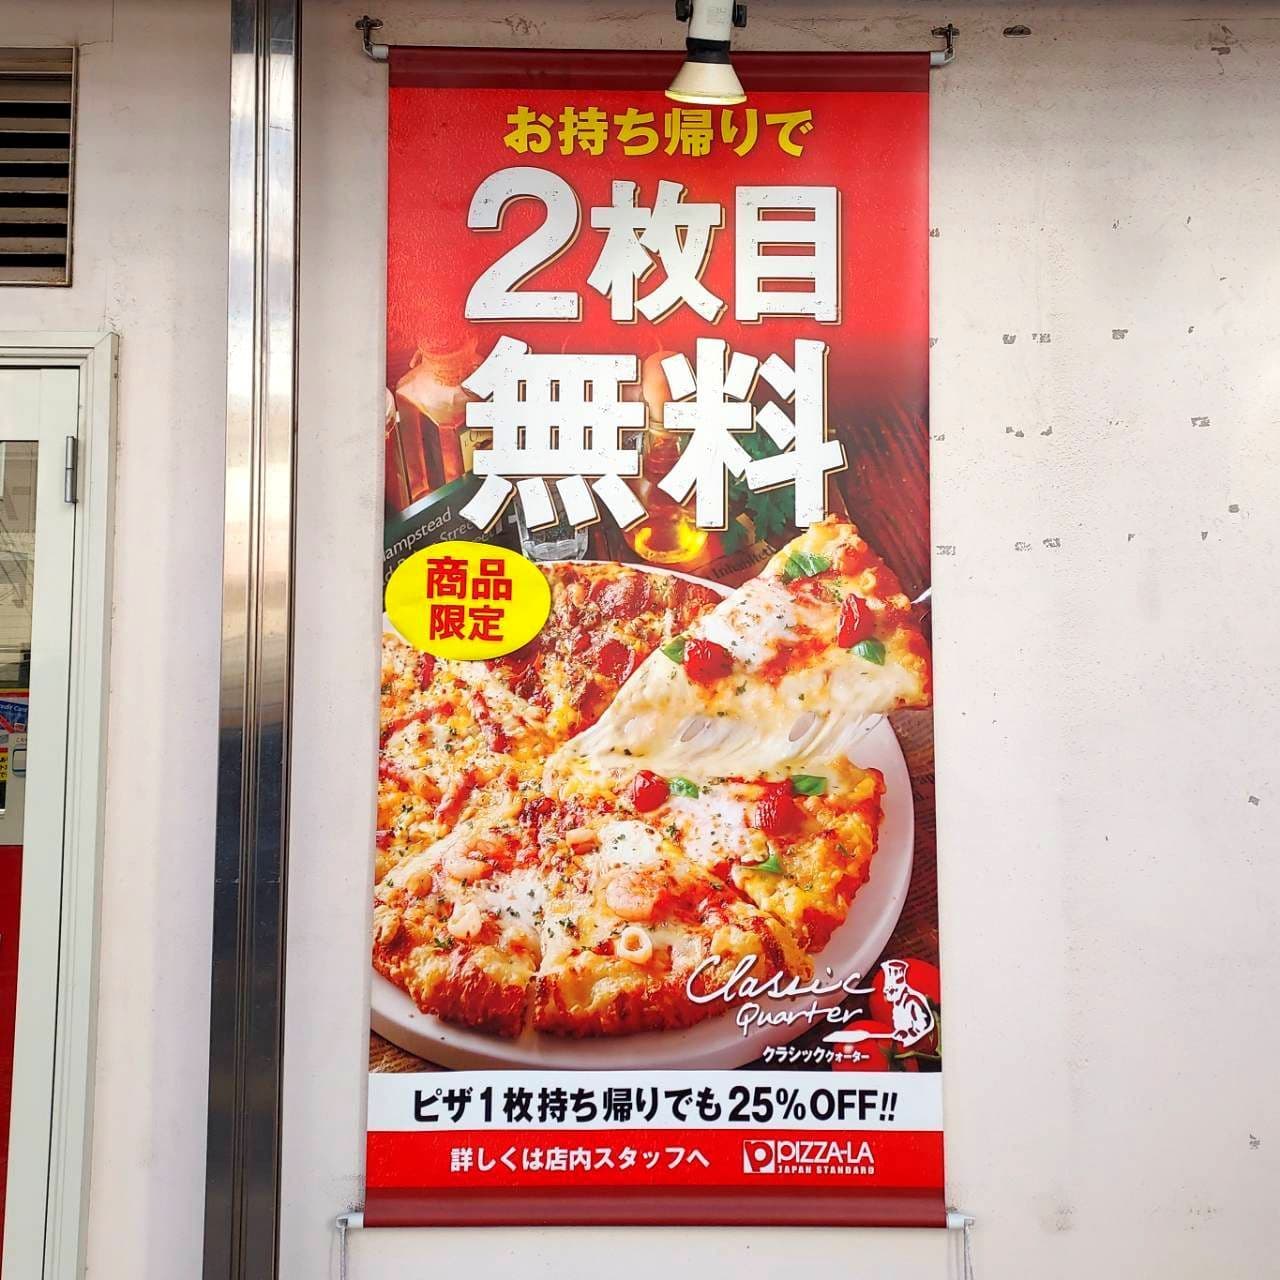 お持ち帰りで
2枚目
無料
ampstead
Stree
商品
限定
Classic
Quarter
クラシッククォーター
ピザ1枚持ち帰りでも25%OFF!!
詳しくは店内スタッフへ
PIZZA-LA
JAPAN STANDARD